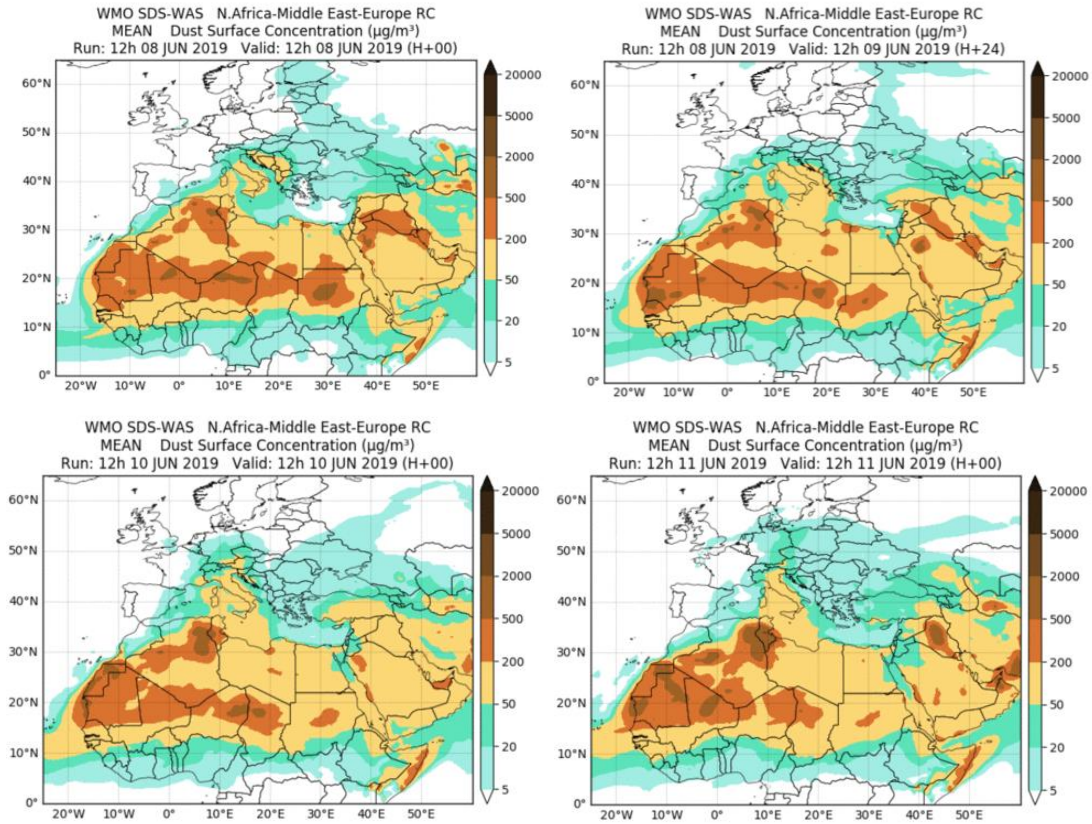 WMO SDS-WAS N.Africa-Middle East-Europe RC
MEAN Dust Surface Concentration (µg/m³)
Run: 12h 08 JUN 2019 Valid: 12h 08 JUN 2019 (H+00)
60°N
50°N
40°N
30°N
20°N
10°N
0°
20°W
10°W
0°
10°E
20°E
30°E
40°E
50°E
20000
5000
2000
500
200
50
20
5
WMO SDS-WAS N.Africa-Middle East-Europe RC
MEAN Dust Surface Concentration (µg/m³)
Run: 12h 08 JUN 2019 Valid: 12h 09 JUN 2019 (H+24)
60°N
50°N
40°N
30°N
20°N
10°N
0°
20°W
10°W
0°
10°E
20°E
30°E
40°E
50°E
20000
5000
2000
500
200
50
20
5
WMO SDS-WAS N.Africa-Middle East-Europe RC
MEAN Dust Surface Concentration (µg/m³)
Run: 12h 10 JUN 2019 Valid: 12h 10 JUN 2019 (H+00)
60°N
50°N
40°N
30°N
20°N
10°N
0°
20°W
10°W
0°
10°E
20°E
30°E
40°E
50°E
20000
5000
2000
500
200
50
20
5
WMO SDS-WAS N.Africa-Middle East-Europe RC
MEAN Dust Surface Concentration (µg/m³)
Run: 12h 11 JUN 2019 Valid: 12h 11 JUN 2019 (H+00)
60°N
50°N
40°N
30°N
20°N
10°N
0°
20°W
10°W
0°
10°E
20°E
30°E
40°E
50°E
20000
5000
2000
500
200
50
20
5